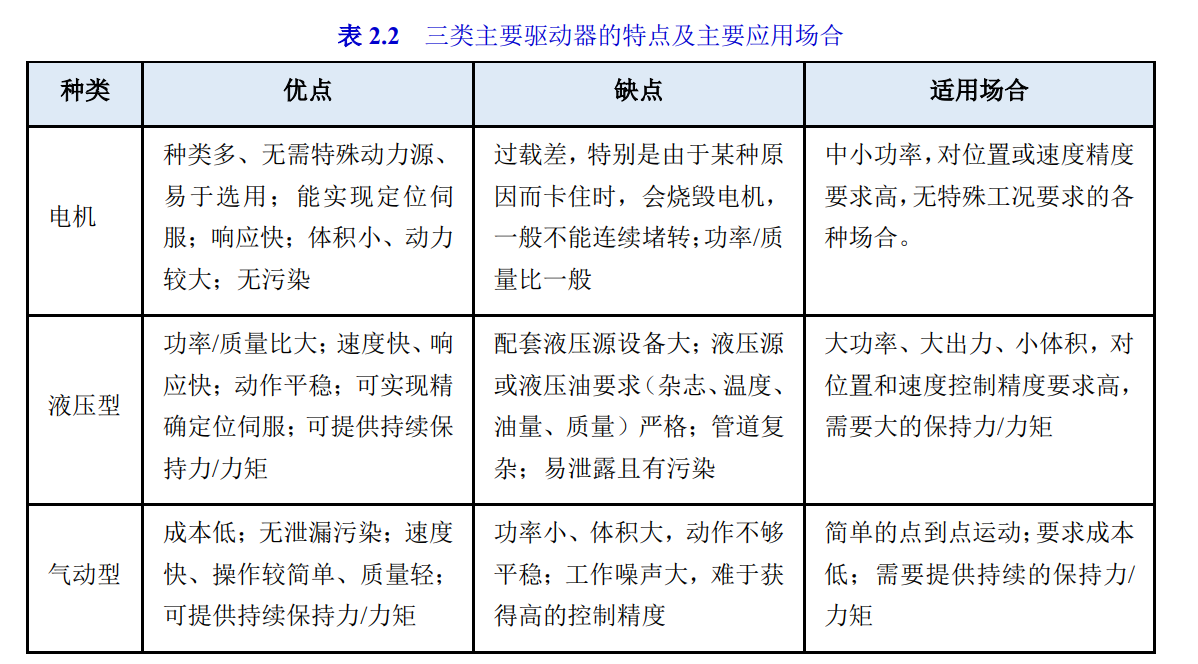 表 2.2 三类主要驱动器的特点及主要应用场合
种类
优点
缺点
适用场合
电机
种类多、无需特殊动力源、
易于选用；能实现定位伺
服；响应快；体积小、动力
较大；无污染
过载差，特别是由于某种原
因而卡住时，会烧毁电机，
一般不能连续堵转；功率/质
量比一般
中小功率，对位置或速度精度
要求高，无特殊工况要求的各
种场合。
液压型
功率/质量比大；速度快、响
应快；动作平稳；可实现精
确定位伺服；可提供持续保
持力/力矩
配套液压源设备大；液压源
或液压油要求（杂志、温度、
油量、质量）严格；管道复
杂；易泄露且有污染
大功率、大出力、小体积，对
位置和速度控制精度要求高，
需要大的保持力/力矩
气动型
成本低；无泄漏污染；速度
快、操作较简单、质量轻；
可提供持续保持力/力矩
功率小、体积大，动作不够
平稳；工作噪声大，难于获
得高的控制精度
简单的点到点运动；要求成本
低；需要提供持续的保持力/
力矩